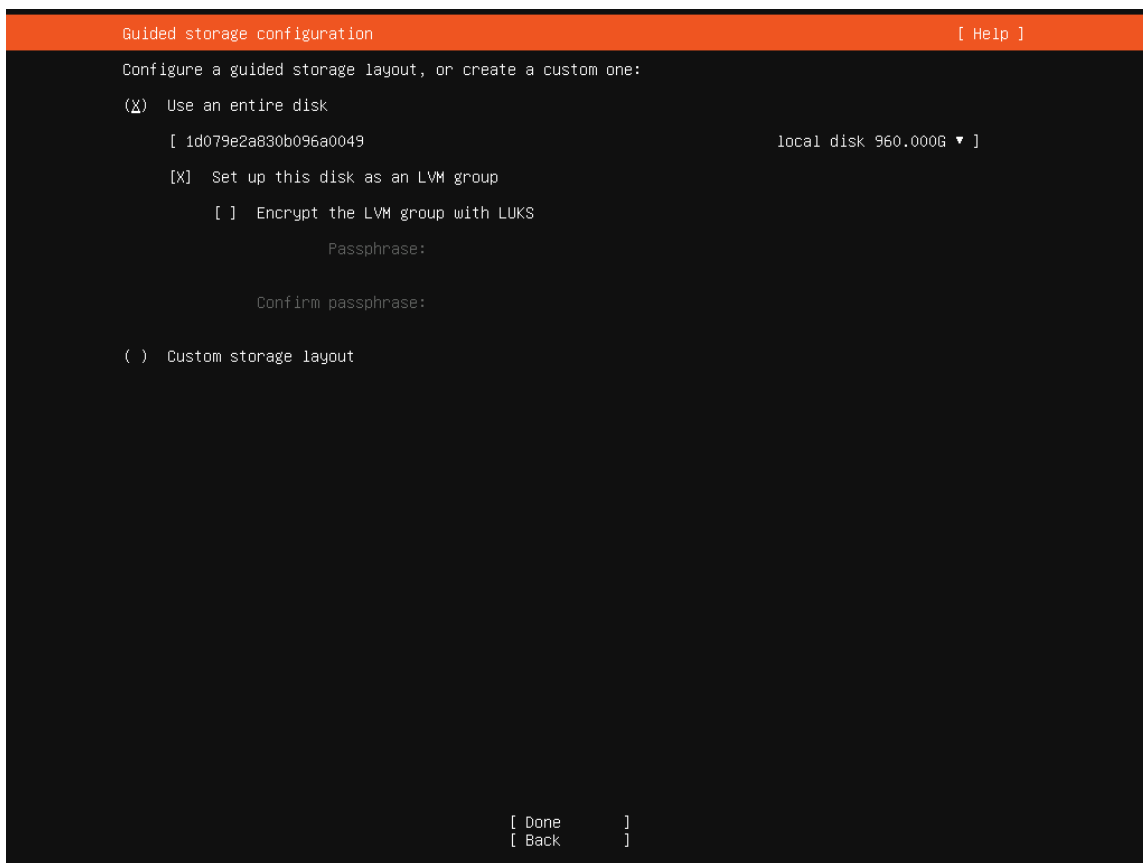 Guided storage configuration [ Help ]
Configure a guided storage layout, or create a custom one:
(X) Use an entire disk
[ 1d079e2a830b096a0049 local disk 960.000G ▾ ]
[X] Set up this disk as an LVM group
[ ] Encrypt the LVM group with LUKS
Passphrase:
Confirm passphrase:
( ) Custom storage layout
[ Done ]
[ Back ]